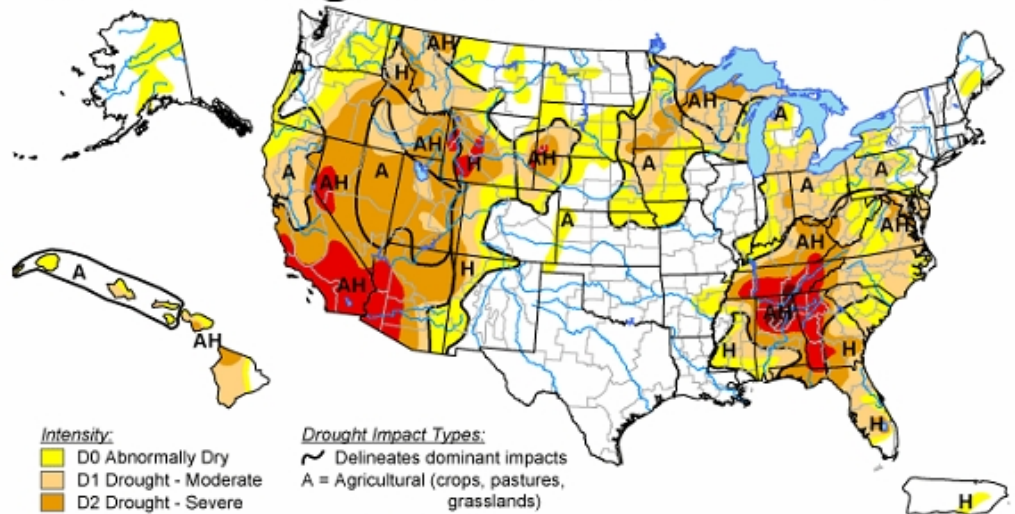 AH
H
A
AH
A
AH
H
AH
A
A
A
AH
A
A
A
AH
AH
A
H
AH
AH
AH
H
H
H
Intensity:
D0 Abnormally Dry
D1 Drought - Moderate
D2 Drought - Severe
Drought Impact Types:
Delineates dominant impacts
A = Agricultural (crops, pastures,
grasslands)
H